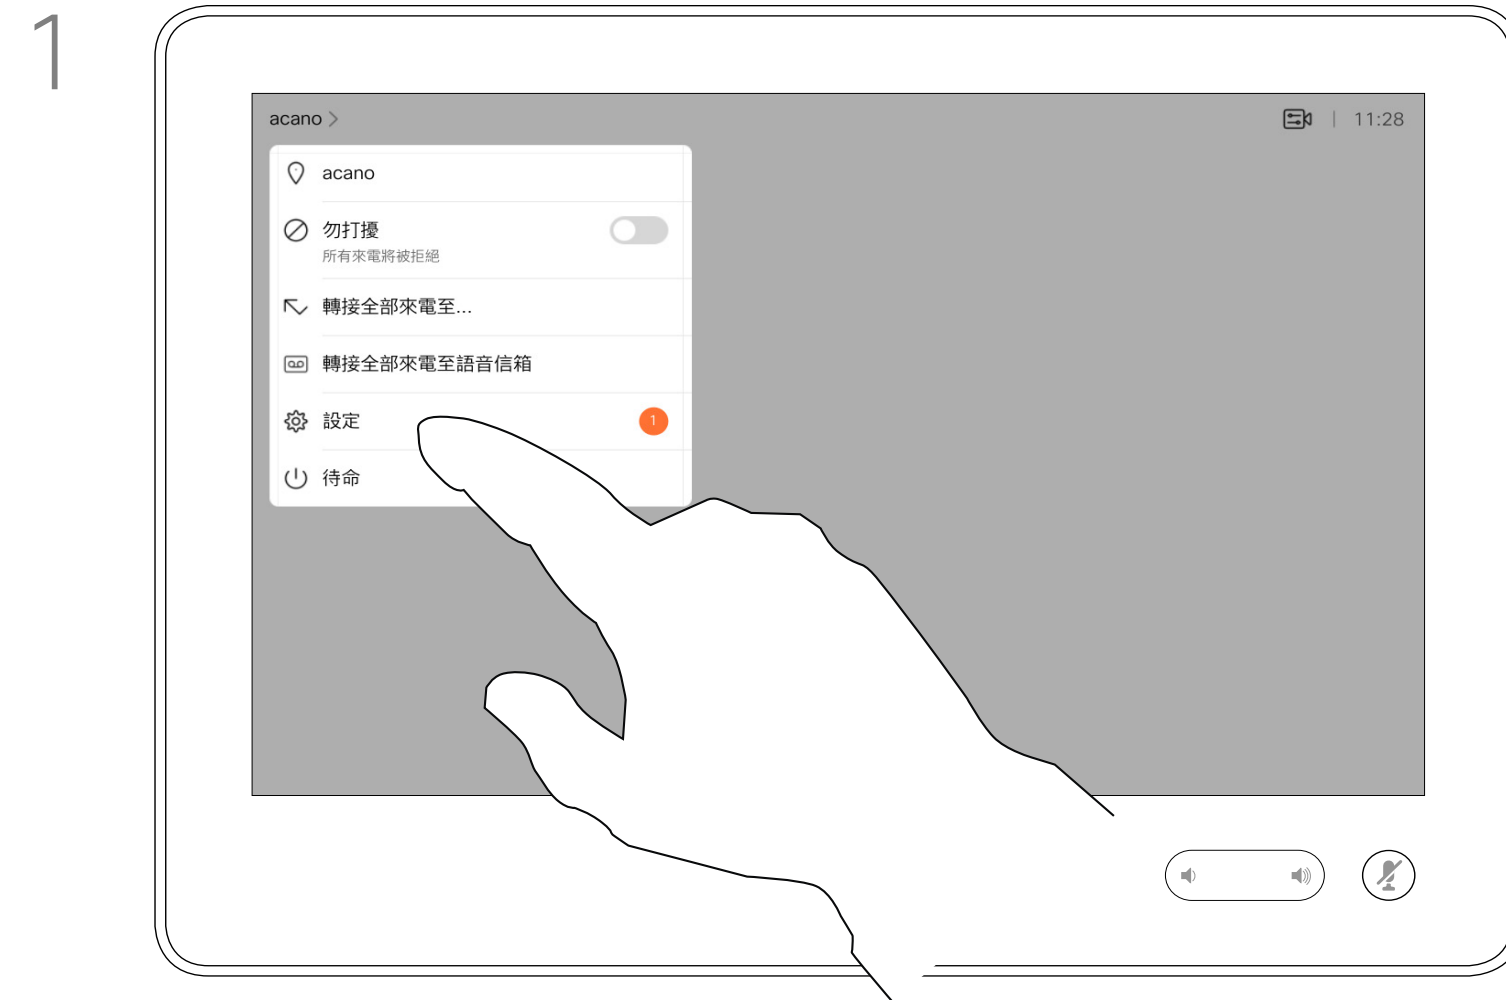 1
acano
11:28
acano
勿打擾
所有來電將被拒絕
轉接全部來電至...
轉接全部來電至語音信箱
設定
1
待命